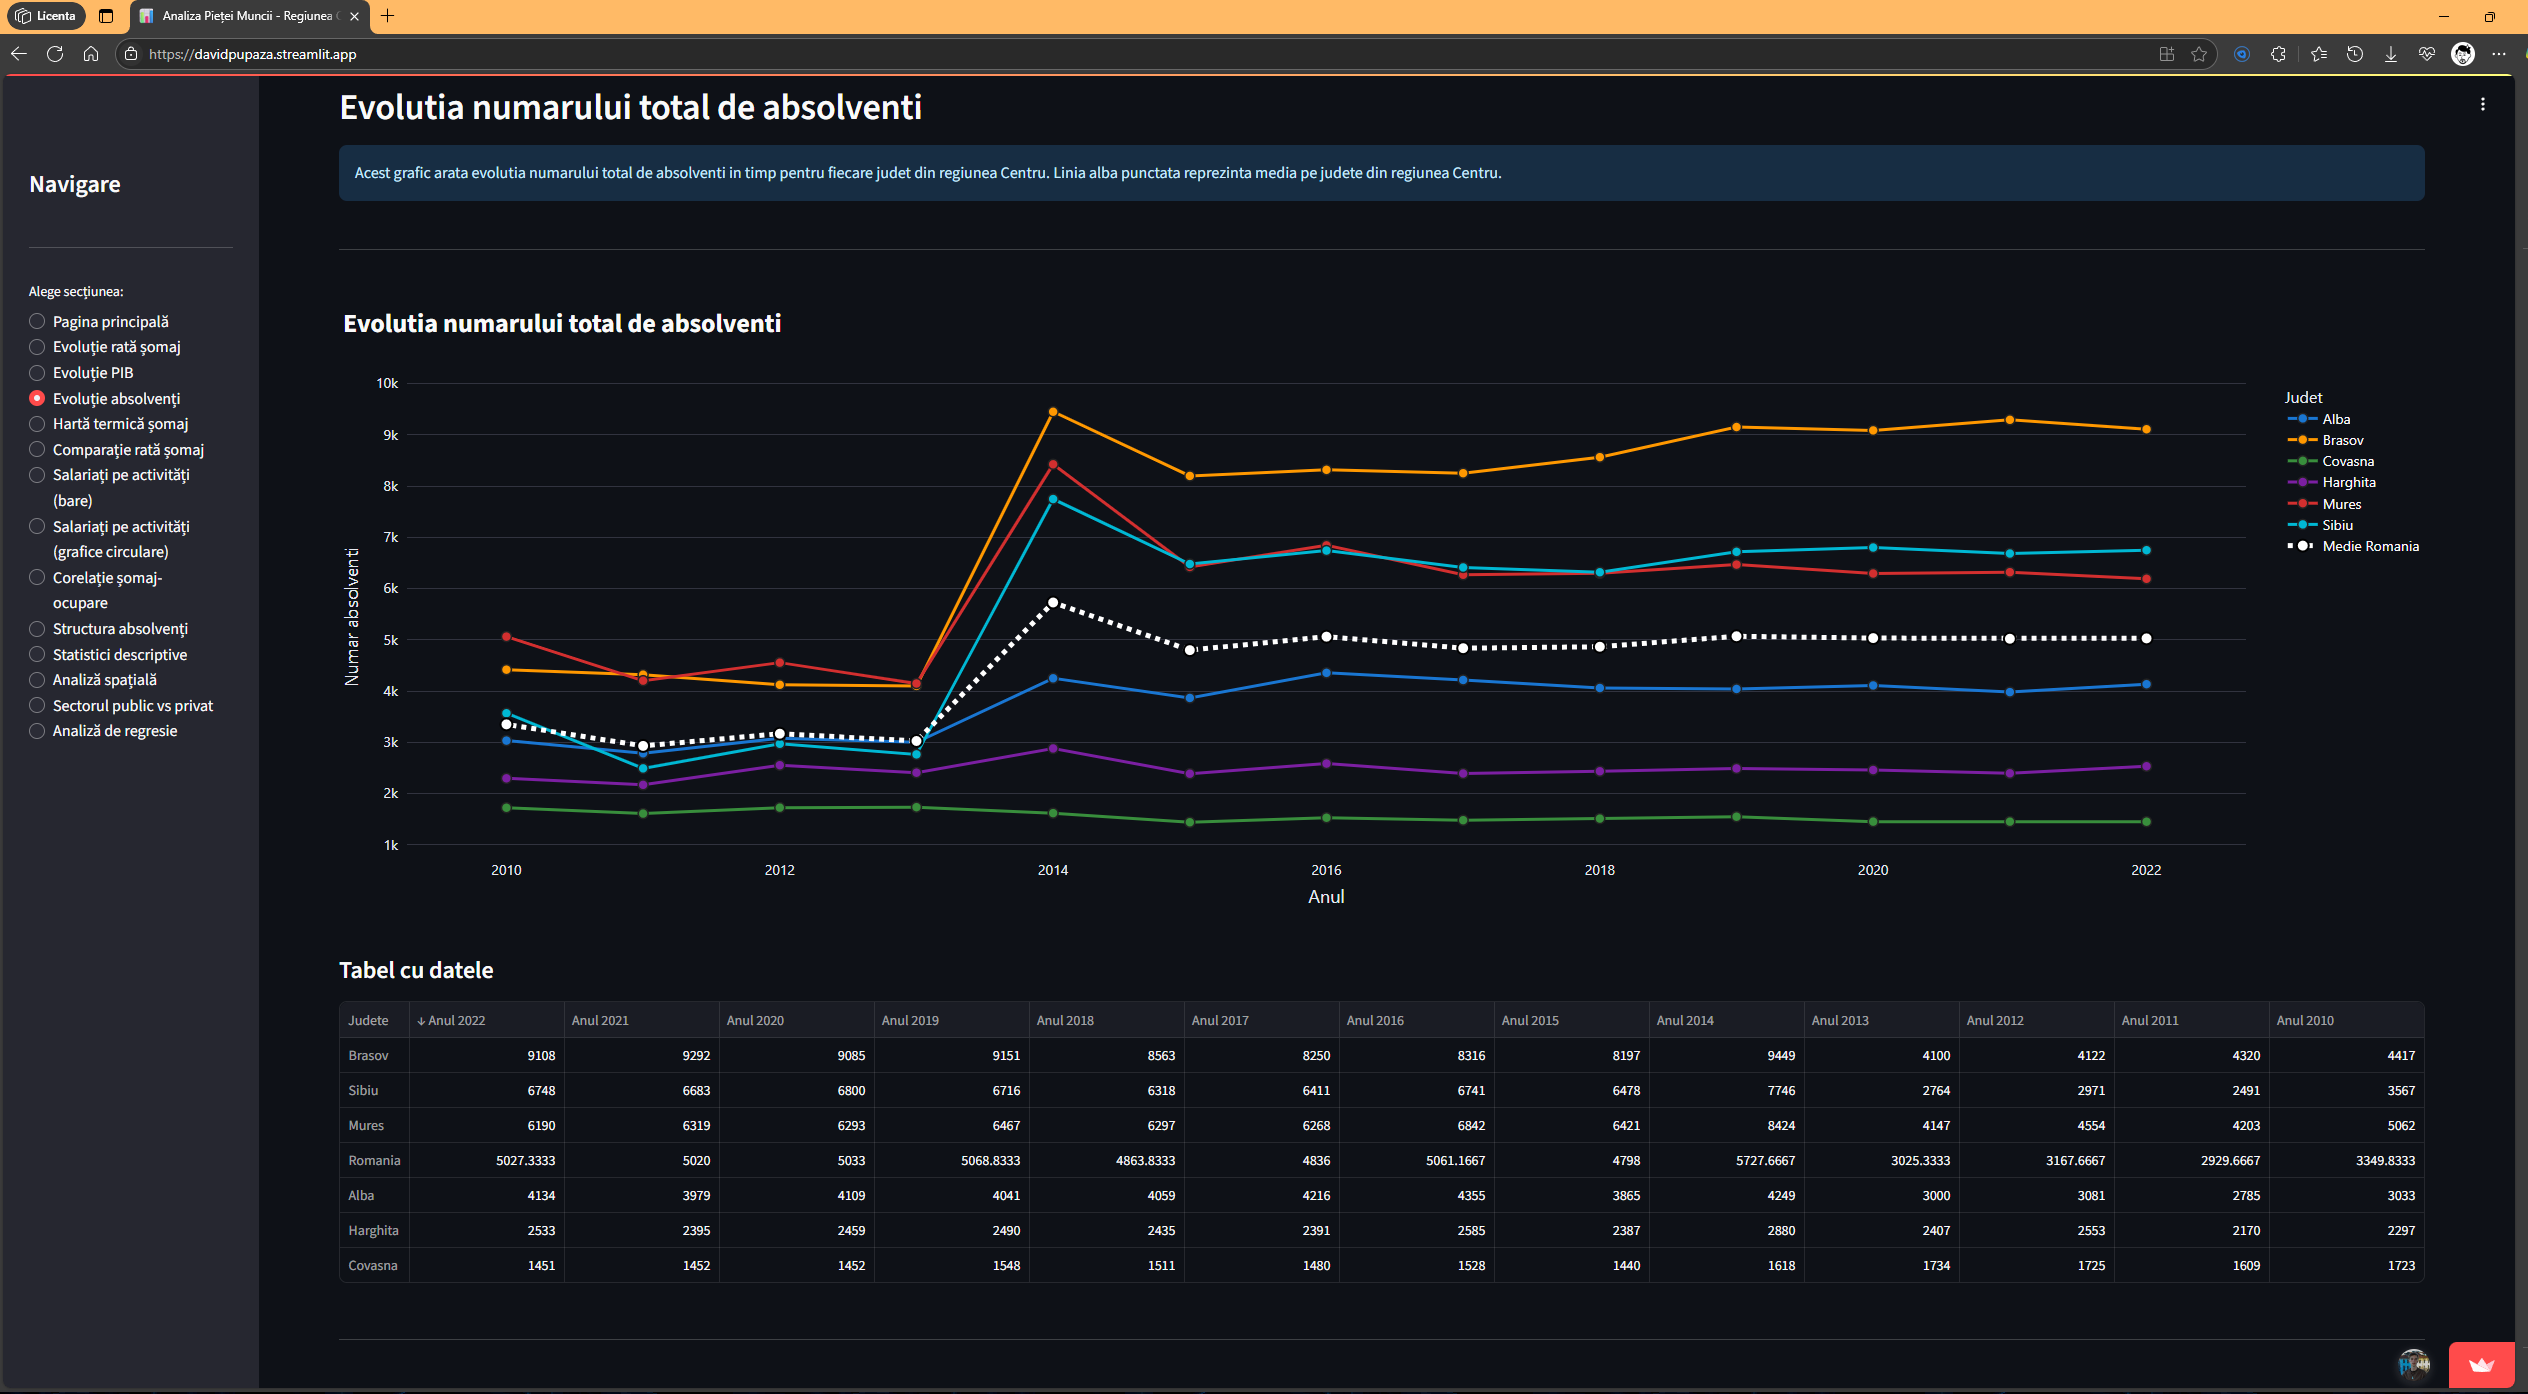 Licenta
Analiza Pieței Muncii - Regiunea
https://davidpupaza.streamlit.app
Navigare
Alege secțiunea:
Pagina principală
Evoluție rată șomaj
Evoluție PIB
Evoluție absolvenți
Hartă termică șomaj
Comparație rată șomaj
Salariați pe activități
(bare)
Salariați pe activități
(grafice circulare)
Corelație șomaj-
ocupare
Structura absolvenți
Statistici descriptive
Analiză spațială
Sectorul public vs privat
Analiză de regresie
Evolutia numarului total de absolventi
Acest grafic arata evolutia numarului total de absolventi in timp pentru fiecare judet din regiunea Centru. Linia alba punctata reprezinta media pe judete din regiunea Centru.
Evolutia numarului total de absolventi
10k
9k
8k
7k
6k
5k
4k
3k
2k
1k
Numar absolventi
2010 2012 2014 2016 2018 2020 2022
Anul
Judet
Alba
Brasov
Covasna
Harghita
Mures
Sibiu
Medie Romania
Tabel cu datele
Judete ↓ Anul 2022 Anul 2021 Anul 2020 Anul 2019 Anul 2018 Anul 2017 Anul 2016 Anul 2015 Anul 2014 Anul 2013 Anul 2012 Anul 2011 Anul 2010
Brasov 9108 9292 9085 9151 8563 8250 8316 8197 9449 4100 4122 4320 4417
Sibiu 6748 6683 6800 6716 6318 6411 6741 6478 7746 2764 2971 2491 3567
Mures 6190 6319 6293 6467 6297 6268 6842 6421 8424 4147 4554 4203 5062
Romania 5027.3333 5020 5033 5068.8333 4863.8333 4836 5061.1667 4798 5727.6667 3025.3333 3167.6667 2929.6667 3349.8333
Alba 4134 3979 4109 4041 4059 4216 4355 3865 4249 3000 3081 2785 3033
Harghita 2533 2395 2459 2490 2435 2391 2585 2387 2880 2407 2553 2170 2297
Covasna 1451 1452 1452 1548 1511 1480 1528 1440 1618 1734 1725 1609 1723